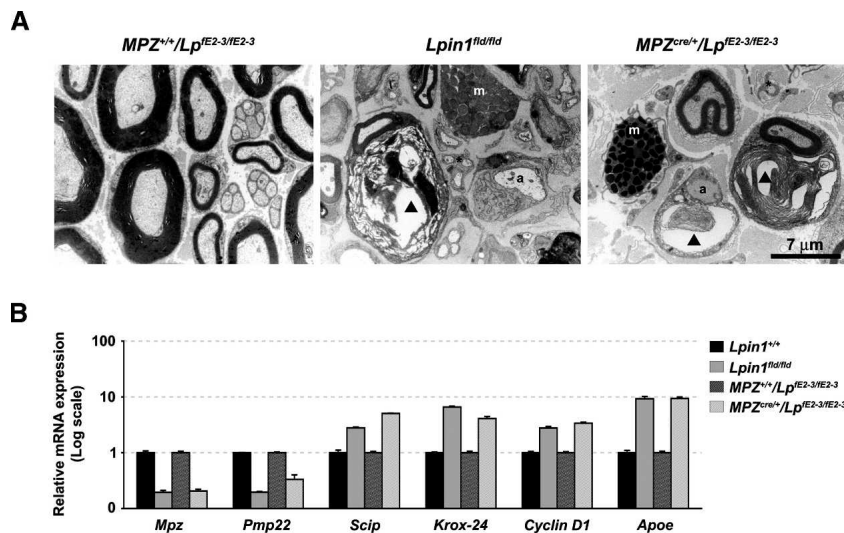 A
MPZ+/+/LpfE2-3/fE2-3
Lpin1fld/fld
MPZcre/+/LpfE2-3/fE2-3
m
a
m
a
7 μm
B
Relative mRNA expression
(Log scale)
100
10
1
0
Mpz
Pmp22
Scip
Krox-24
Cyclin D1
Apoe
Lpin1+/+
Lpin1fld/fld
MPZ+/+/LpfE2-3/fE2-3
MPZcre/+/LpfE2-3/fE2-3